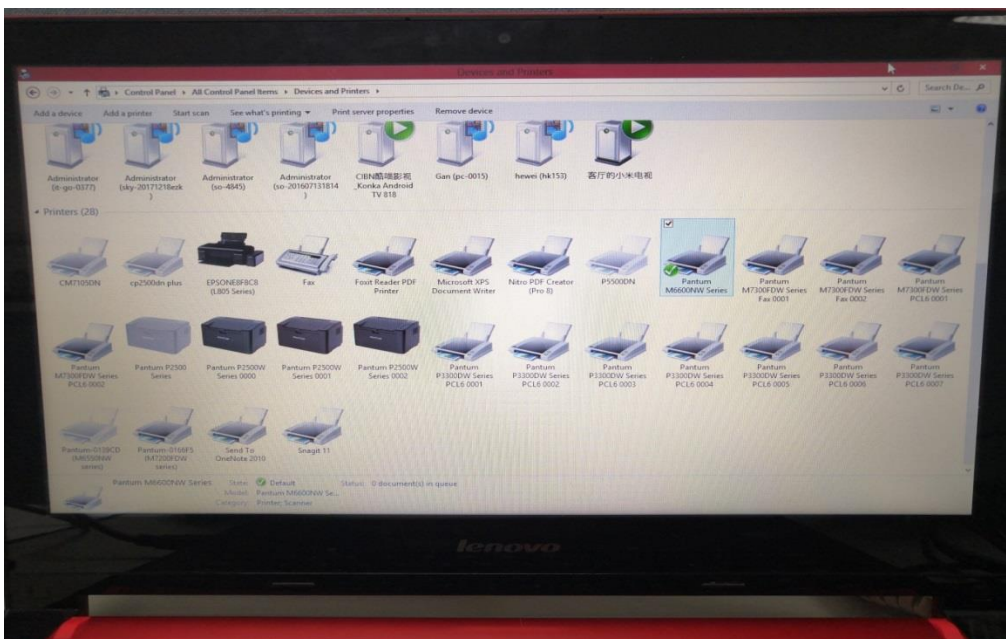 Devices and Printers
Control Panel ▸ All Control Panel Items ▸ Devices and Printers ▸
Search De...
Add a device Add a printer Start scan See what's printing Print server properties Remove device
Administrator
(it-go-0377)
Administrator
(sky-20171218ezk
)
Administrator
(so-4845)
Administrator
(so-201607131814
)
CIBN酷喵影视
_Konka Android
TV 818
Gan (pc-0015)
hewei (hk153)
客厅的小米电视
Printers (28)
CM7105DN
cp2500dn plus
EPSONE8F8C8
(L805 Series)
Fax
Foxit Reader PDF
Printer
Microsoft XPS
Document Writer
Nitro PDF Creator
(Pro 8)
P5500DN
Pantum
M6600NW Series
Pantum
M7300FDW Series
Fax 0001
Pantum
M7300FDW Series
Fax 0002
Pantum
M7300FDW Series
PCL6 0001
Pantum
M7300FDW Series
PCL6 0002
Pantum P2500
Series
Pantum P2500W
Series 0000
Pantum P2500W
Series 0001
Pantum P2500W
Series 0002
Pantum
P3300DW Series
PCL6 0001
Pantum
P3300DW Series
PCL6 0002
Pantum
P3300DW Series
PCL6 0003
Pantum
P3300DW Series
PCL6 0004
Pantum
P3300DW Series
PCL6 0005
Pantum
P3300DW Series
PCL6 0006
Pantum
P3300DW Series
PCL6 0007
series)
(M7200FDW
series)
Send To
OneNote 2010
Snagit 11
Pantum M6600NW Series State: Default Status: 0 document(s) in queue
Model: Pantum M6600NW Se...
Category: Printer; Scanner
lenovo